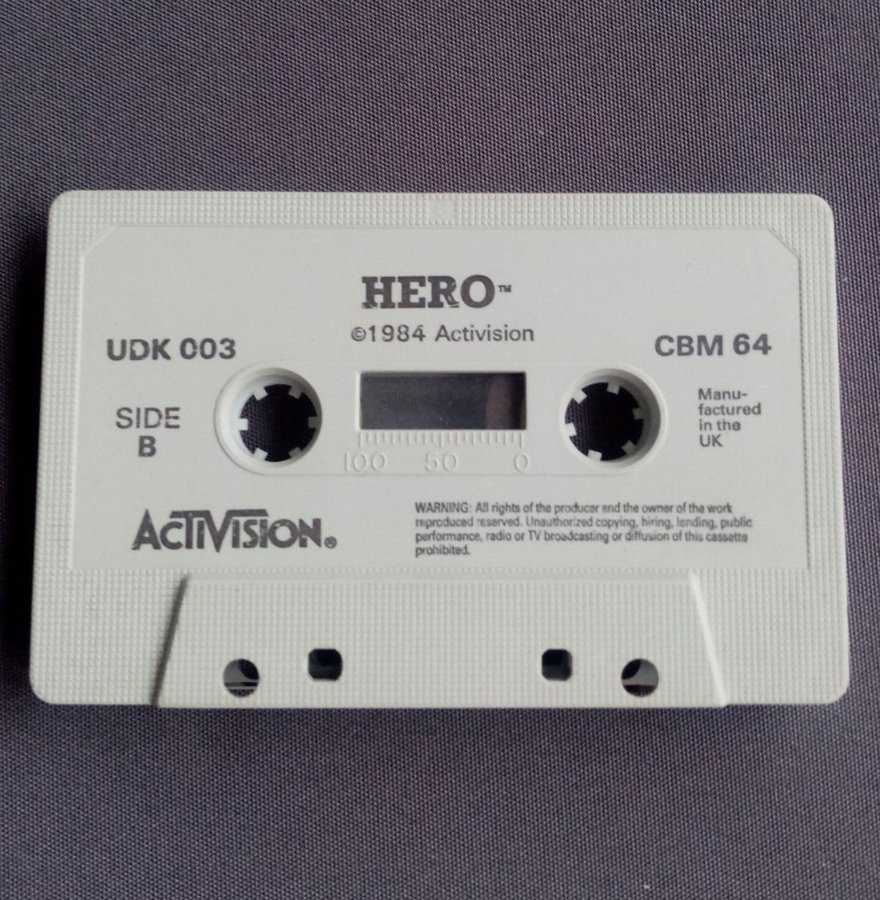 HERO™
©1984 Activision
UDK 003
CBM 64
SIDE
B
Manu-
factured
in the
UK
100 50 0
ACTIVISION®
WARNING: All rights of the producer and the owner of the work
reproduced reserved. Unauthorized copying, hiring, lending, public
performance, radio or TV broadcasting or diffusion of this cassette
prohibited.